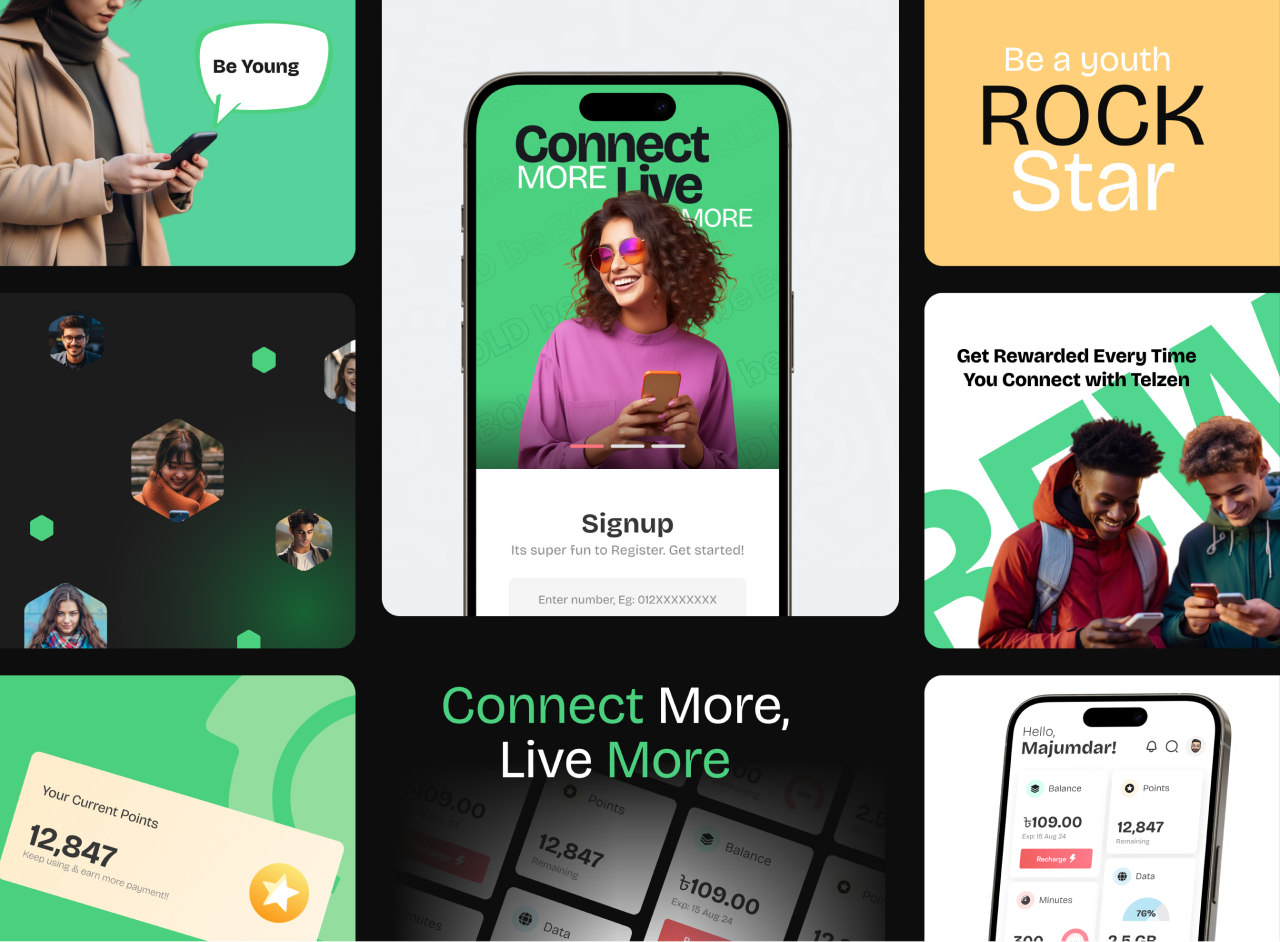 Be Young
Connect
MORE Live
MORE
Signup
Its super fun to Register. Get started!
Enter number, Eg: 012XXXXXXXX
Be a youth
ROCK
Star
Get Rewarded Every Time
You Connect with Telzen
Your Current Points
12,847
Keep using & earn more payment!!
Connect More,
Live More
109.00
Points
12,847
Remaining
Balance
৳109.00
Exp: 15 Aug 24
Data
Hello,
Majumdar!
Balance
৳109.00
Exp: 15 Aug 24
Recharge
Points
12,847
Remaining
Minutes
Data
76%
300
2.5 GB